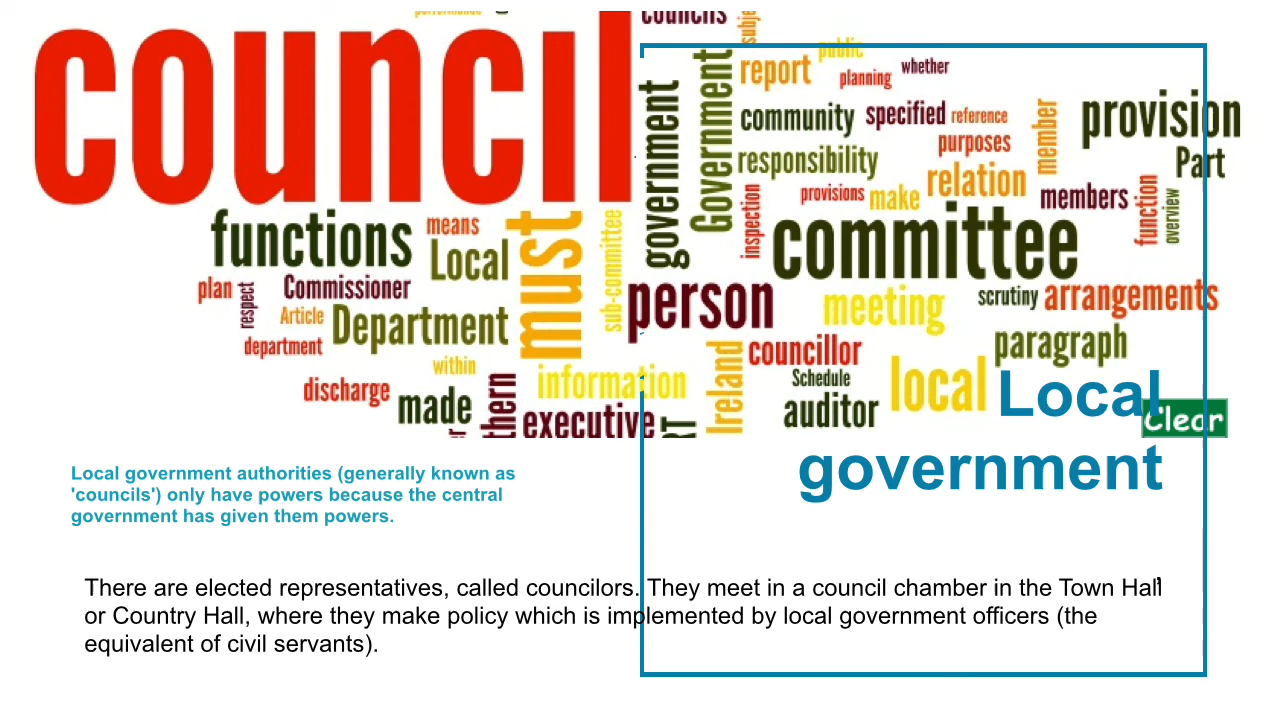 performance
councils
subje
council
government
Government
report
public
planning
whether
community
specified
reference
member
provision
purposes
responsibility
Part
relation
provisions
make
members
function
overview
inspection
functions
means
Local
must
sub-committee
committee
plan
respect
Commissioner
Article
Department
department
person
meeting
scrutiny
arrangements
within
information
Ireland
councillor
Schedule
paragraph
discharge
made
thern
executive
RT
auditor
local
Clear
Local
government
Local government authorities (generally known as
'councils') only have powers because the central
government has given them powers.
There are elected representatives, called councilors. They meet in a council chamber in the Town Hall
or Country Hall, where they make policy which is implemented by local government officers (the
equivalent of civil servants).